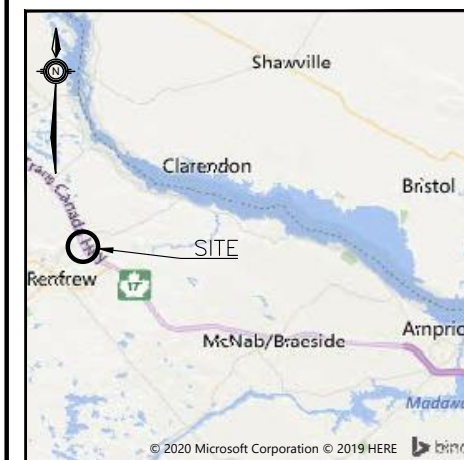 N
Shawville
Clarendon
Bristol
Trans Canada Hwy
SITE
Renfrew
17
McNab/Braeside
Arnpric
Madaw
© 2020 Microsoft Corporation © 2019 HERE
bing